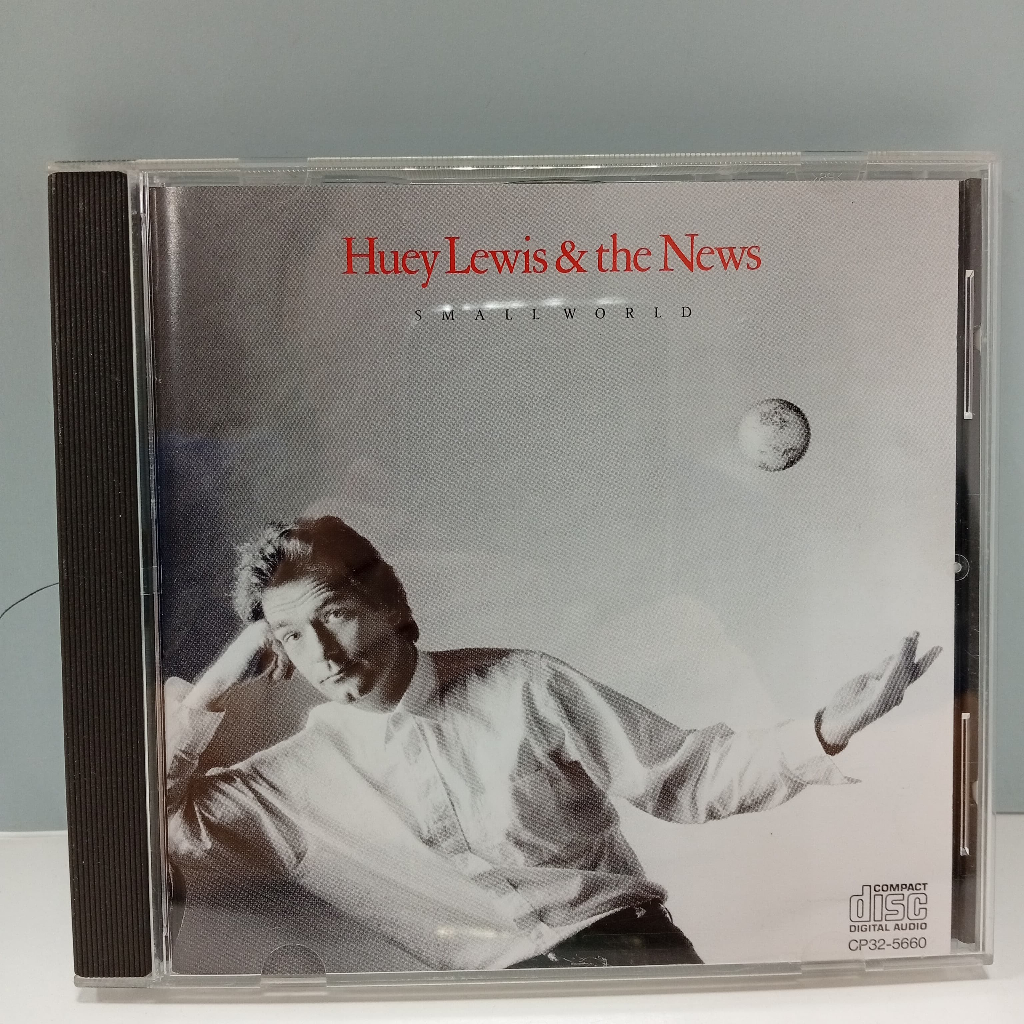 Huey Lewis & the News
SMALL WORLD
COMPACT
disc
DIGITAL AUDIO
CP32-5660